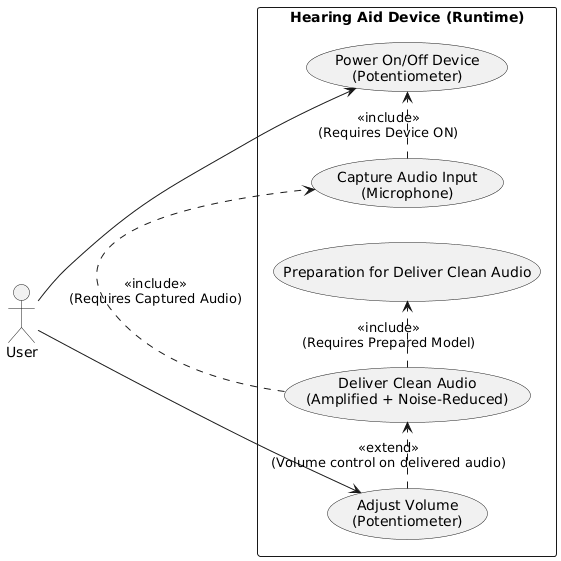 Hearing Aid Device (Runtime)
Power On/Off Device
(Potentiometer)
«include»
(Requires Device ON)
Capture Audio Input
(Microphone)
Preparation for Deliver Clean Audio
«include»
(Requires Captured Audio)
«include»
(Requires Prepared Model)
User
Deliver Clean Audio
(Amplified + Noise-Reduced)
«extend»
(Volume control on delivered audio)
Adjust Volume
(Potentiometer)